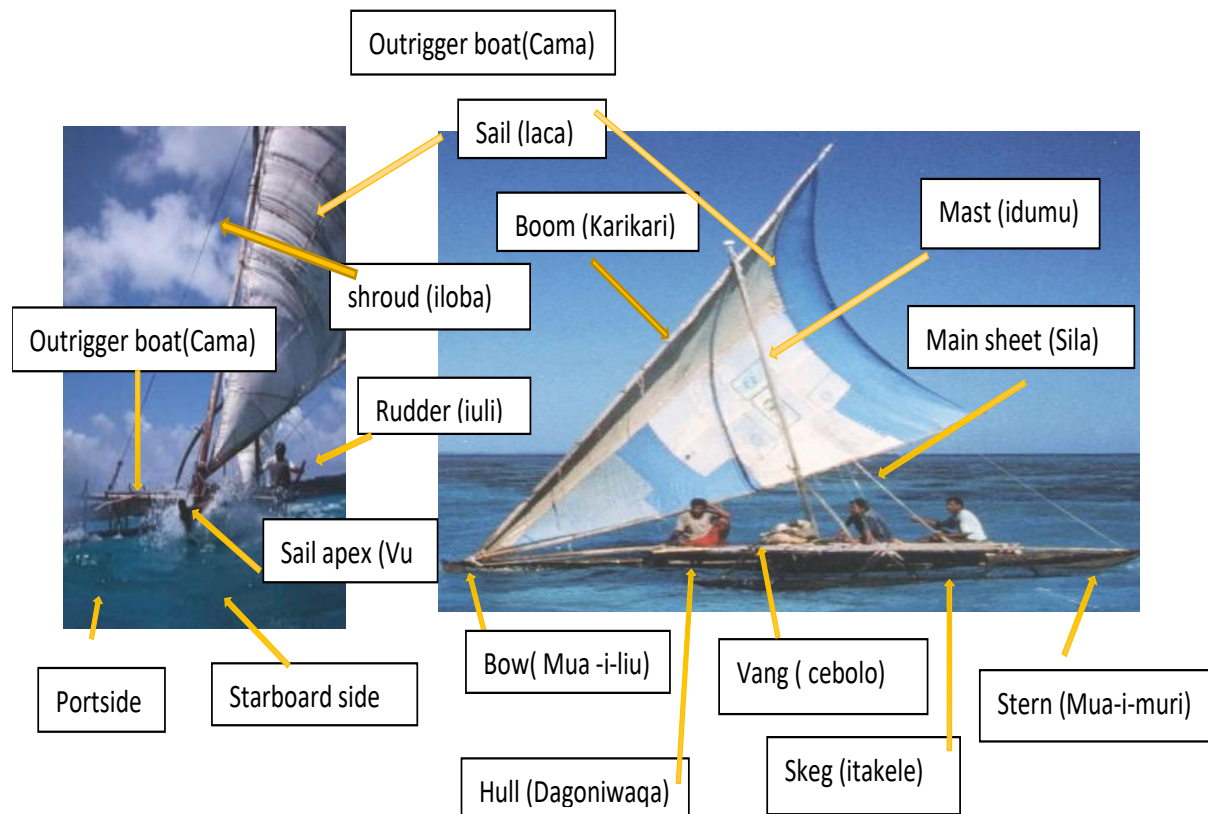 Outrigger boat(Cama)
Sail (laca)
Boom (Karikari)
Mast (idumu)
shroud (iloba)
Outrigger boat(Cama)
Main sheet (Sila)
Rudder (iuli)
Sail apex (Vu
Bow( Mua -i-liu)
Vang ( cebolo)
Portside
Starboard side
Stern (Mua-i-muri)
Hull (Dagoniwaqa)
Skeg (itakele)